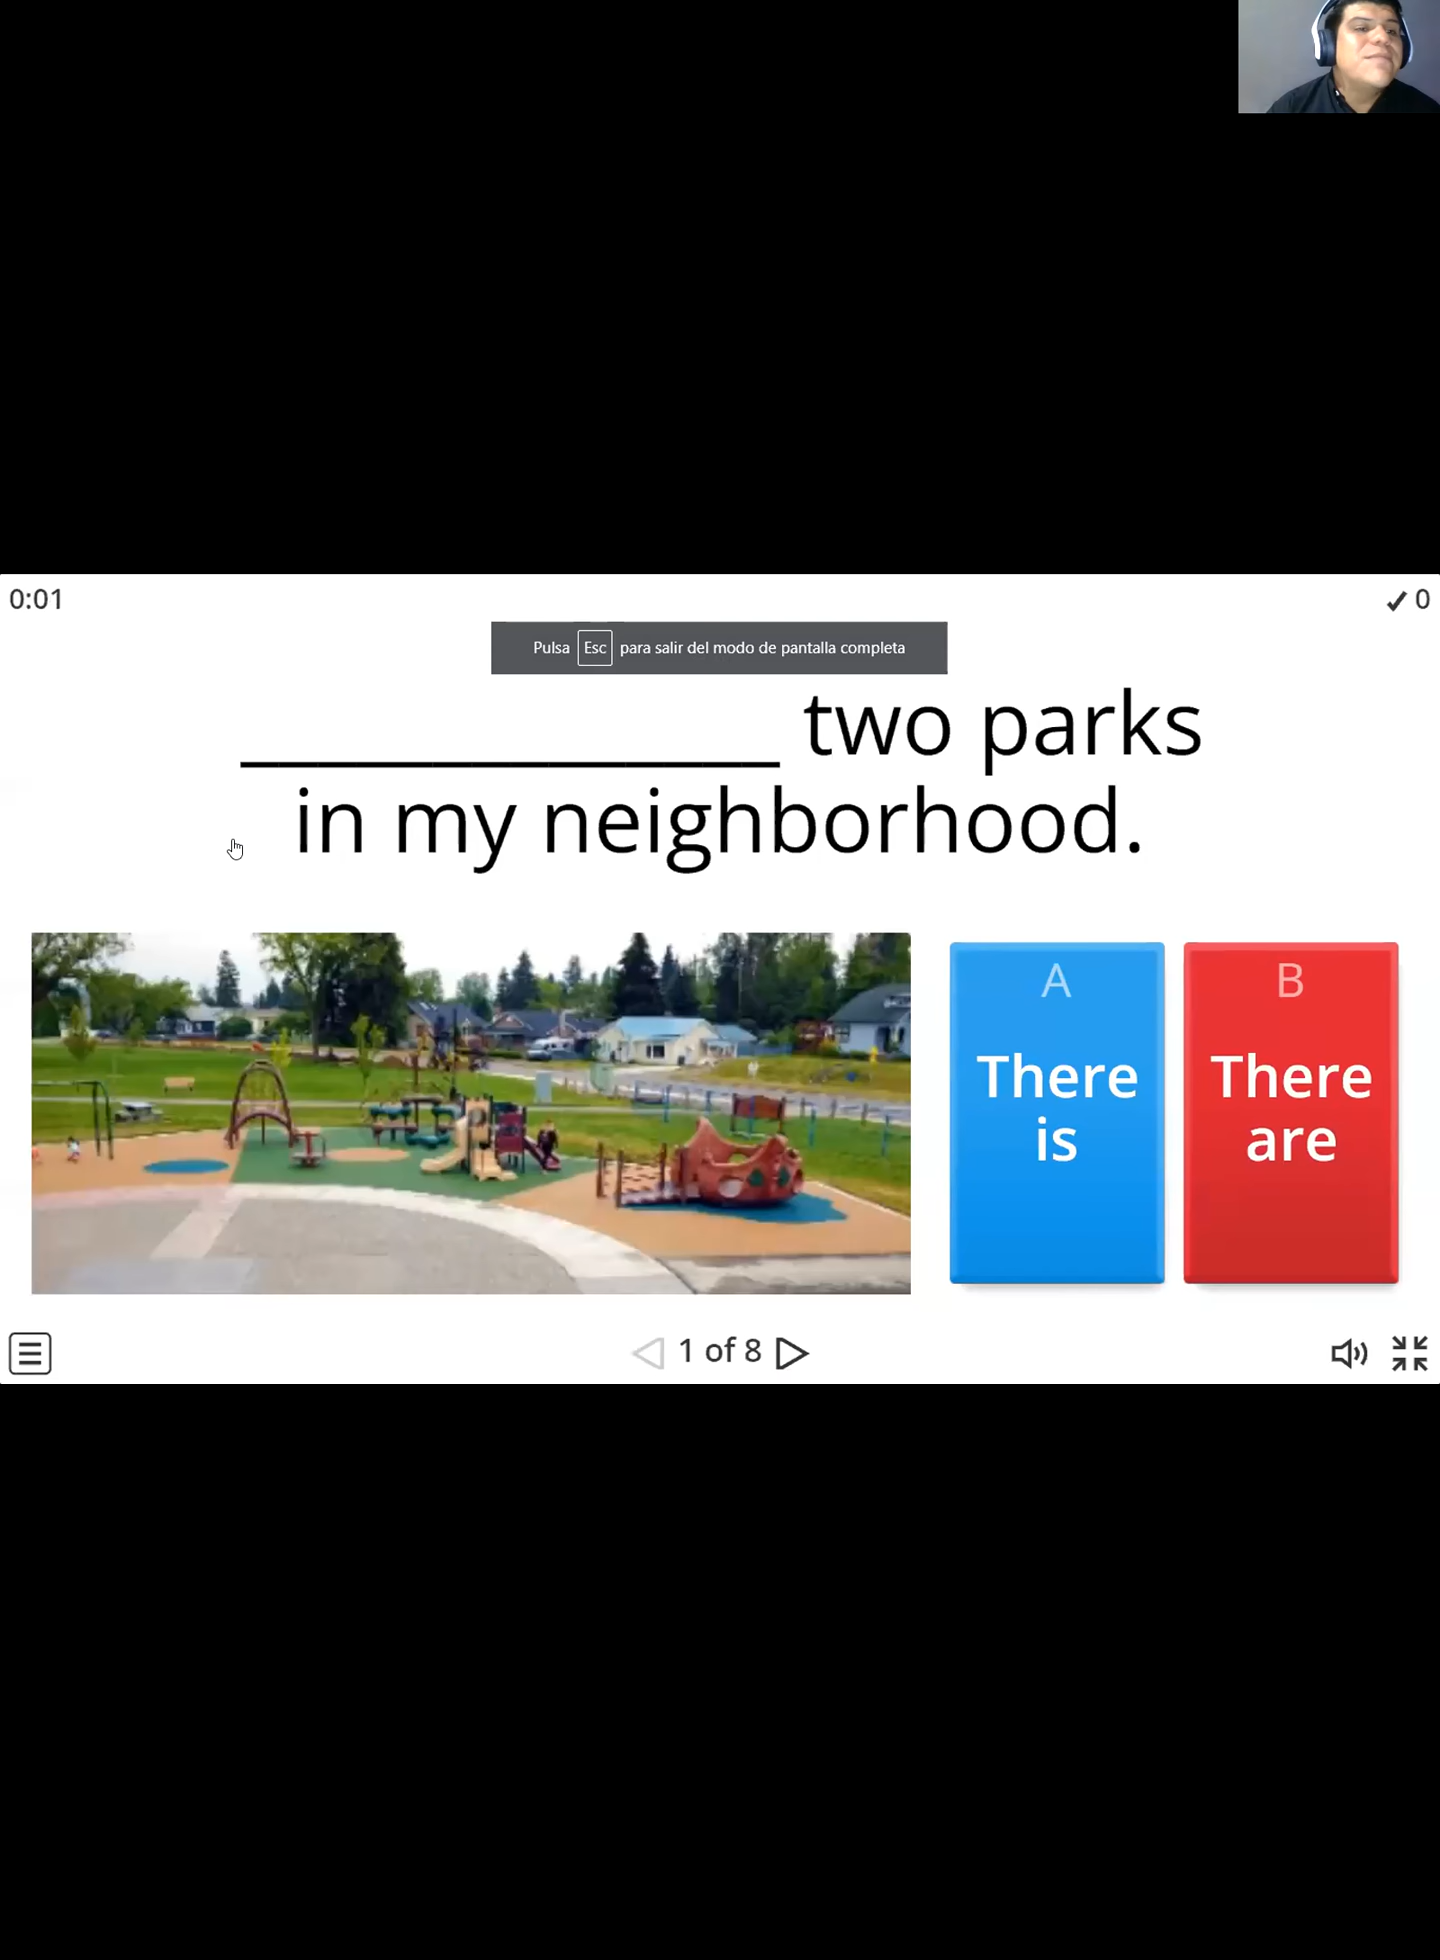 0:01
✓ 0
Pulsa Esc para salir del modo de pantalla completa
______________ two parks
in my neighborhood.
A
There
is
B
There
are
1 of 8